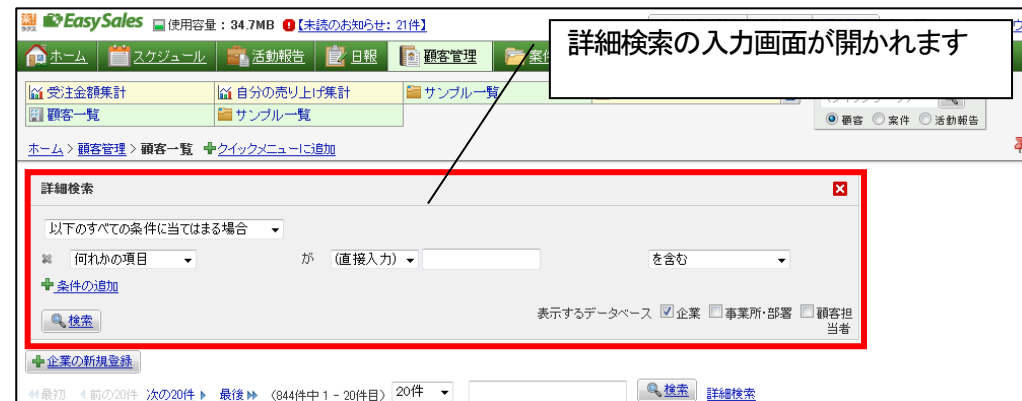 EasySales 使用容量：34.7MB 【未読のお知らせ: 21件】
詳細検索の入力画面が開かれます
ホーム スケジュール 活動報告 日報 顧客管理 案件
受注金額集計 自分の売り上げ集計 サンプル一覧
顧客一覧 サンプル一覧
顧客 案件 活動報告
ホーム > 顧客管理 > 顧客一覧 クイックメニューに追加
詳細検索
以下のすべての条件に当てはまる場合
何れかの項目 が (直接入力) を含む
条件の追加
検索 表示するデータベース 企業 事業所・部署 顧客担
当者
企業の新規登録
最初 前の20件 次の20件 最後 (844件中 1 - 20件目) 20件 検索 詳細検索